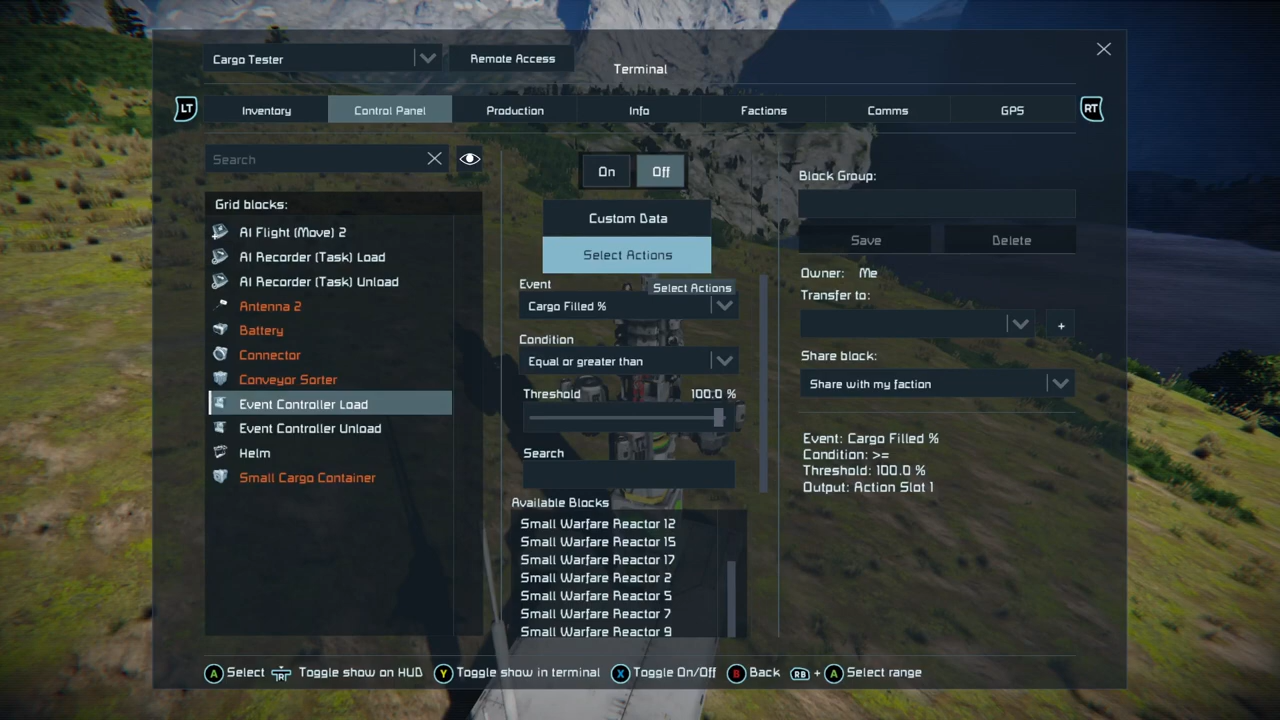 Cargo Tester
Remote Access
Terminal
LT
Inventory
Control Panel
Production
Info
Factions
Comms
GPS
RT
Search
Grid blocks:
AI Flight (Move) 2
AI Recorder (Task) Load
AI Recorder (Task) Unload
Antenna 2
Battery
Connector
Conveyor Sorter
Event Controller Load
Event Controller Unload
Helm
Small Cargo Container
On
Off
Custom Data
Select Actions
Select Actions
Event
Cargo Filled %
Condition
Equal or greater than
Threshold 100.0 %
Search
Available Blocks
Small Warfare Reactor 12
Small Warfare Reactor 15
Small Warfare Reactor 17
Small Warfare Reactor 2
Small Warfare Reactor 5
Small Warfare Reactor 7
Small Warfare Reactor 9
Block Group:
Save
Delete
Owner: Me
Transfer to:
+
Share block:
Share with my faction
Event: Cargo Filled %
Condition: >=
Threshold: 100.0 %
Output: Action Slot 1
A Select R Toggle show on HUD Y Toggle show in terminal X Toggle On/Off B Back RB + A Select range